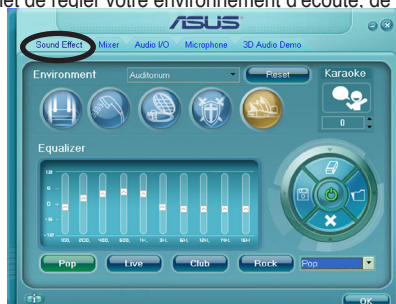 net de régler votre environnement d'écoute, de
ASUS
Sound Effect Mixer Audio I/O Microphone 3D Audio Demo
Environment Auditorium Reset Karaoke
0
Equalizer
Pop Live Club Rock Pop
OK